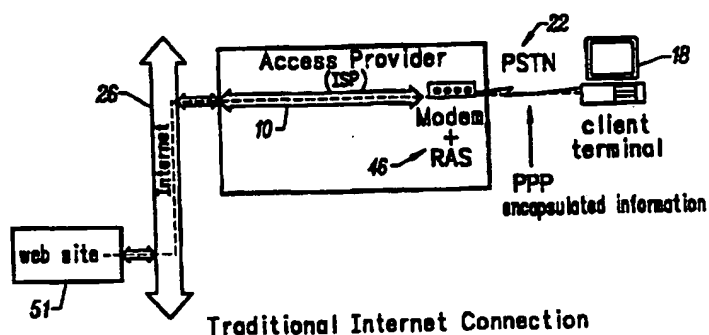 22
Access Provider
(ISP)
PSTN
18
26
10
Modem
+
RAS
46
client
terminal
Internet
PPP
encapsulated information
web site
51
Traditional Internet Connection